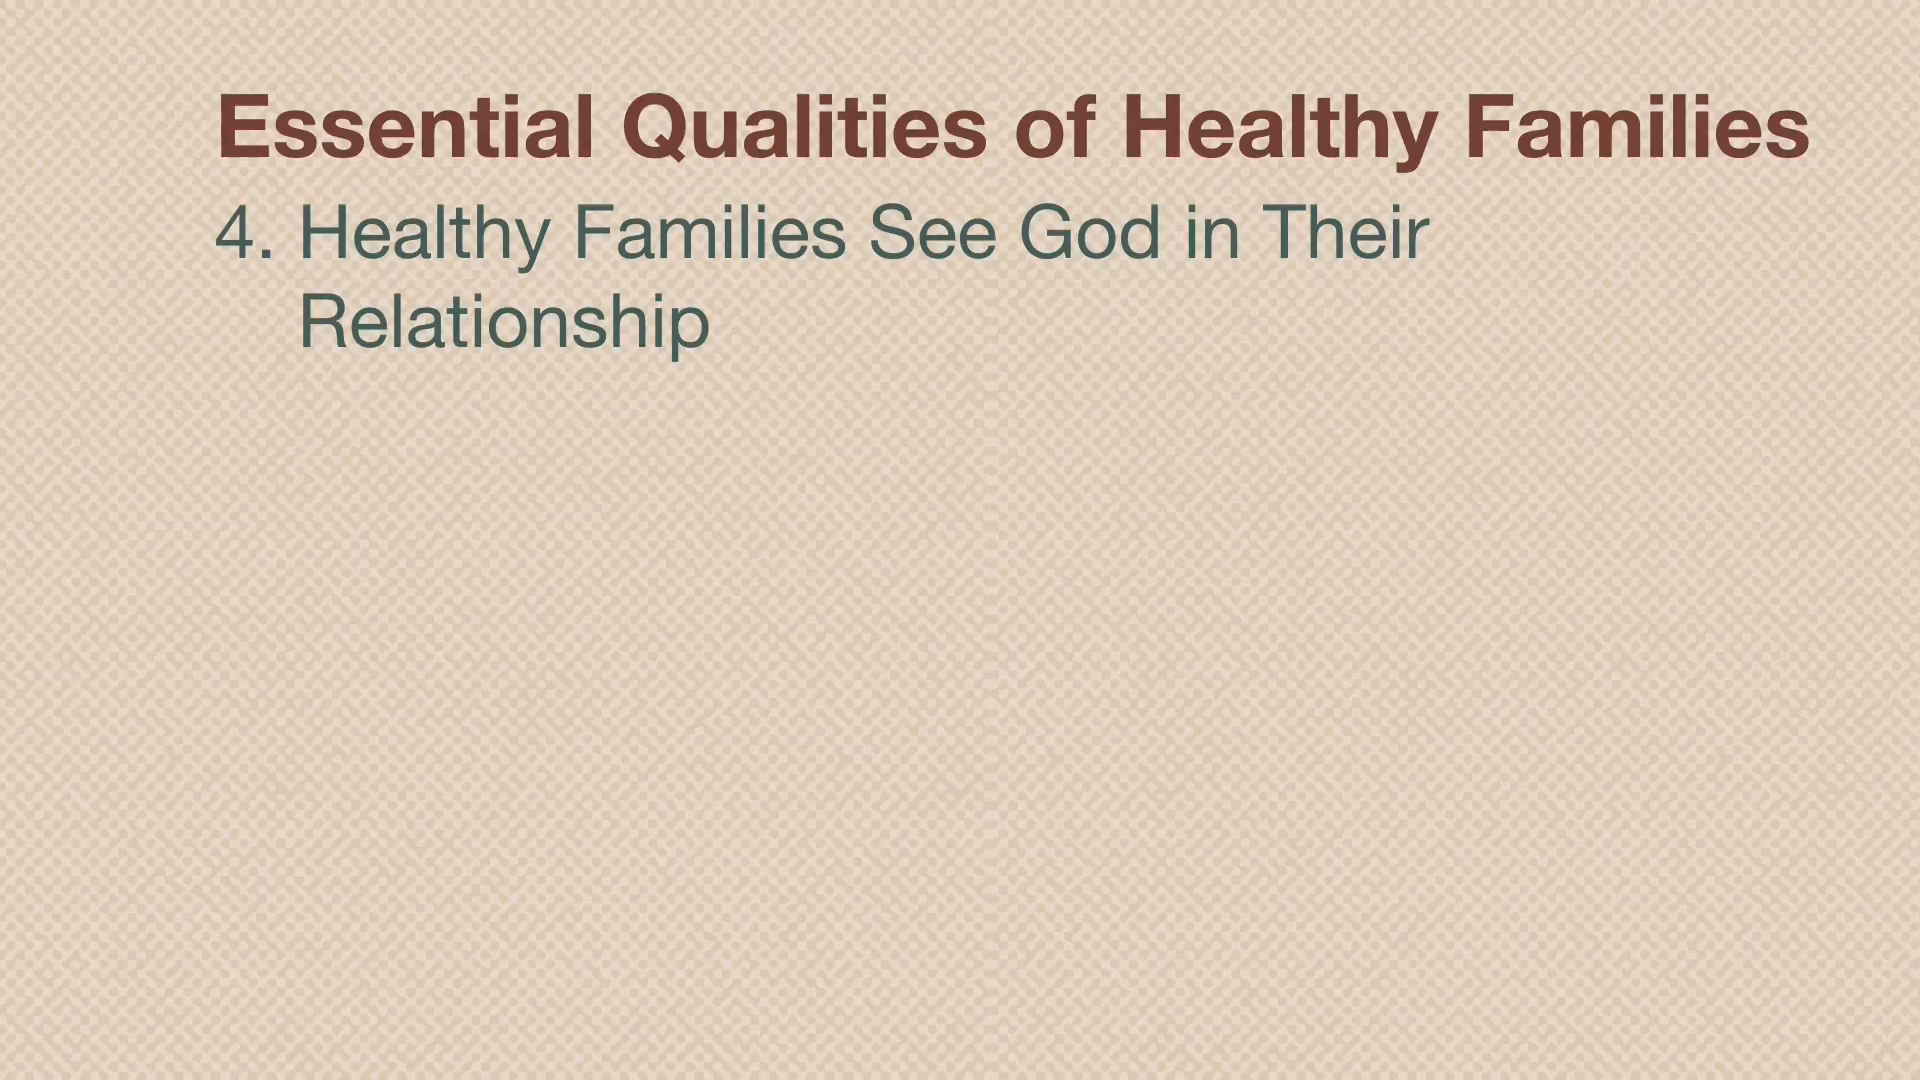 Essential Qualities of Healthy Families
4. Healthy Families See God in Their
Relationship